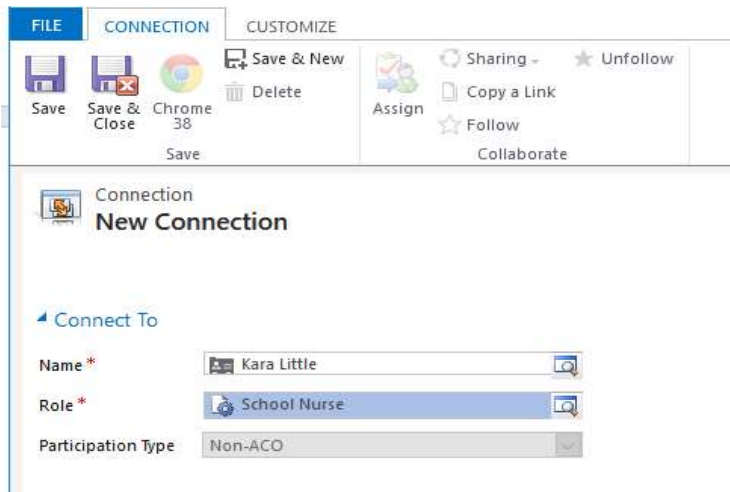 FILE CONNECTION CUSTOMIZE
Save
Save & Close
Chrome 38
Save & New
Delete
Save
Assign
Sharing
Copy a Link
Follow
Unfollow
Collaborate
Connection
New Connection
Connect To
Name * Kara Little
Role * School Nurse
Participation Type Non-ACO